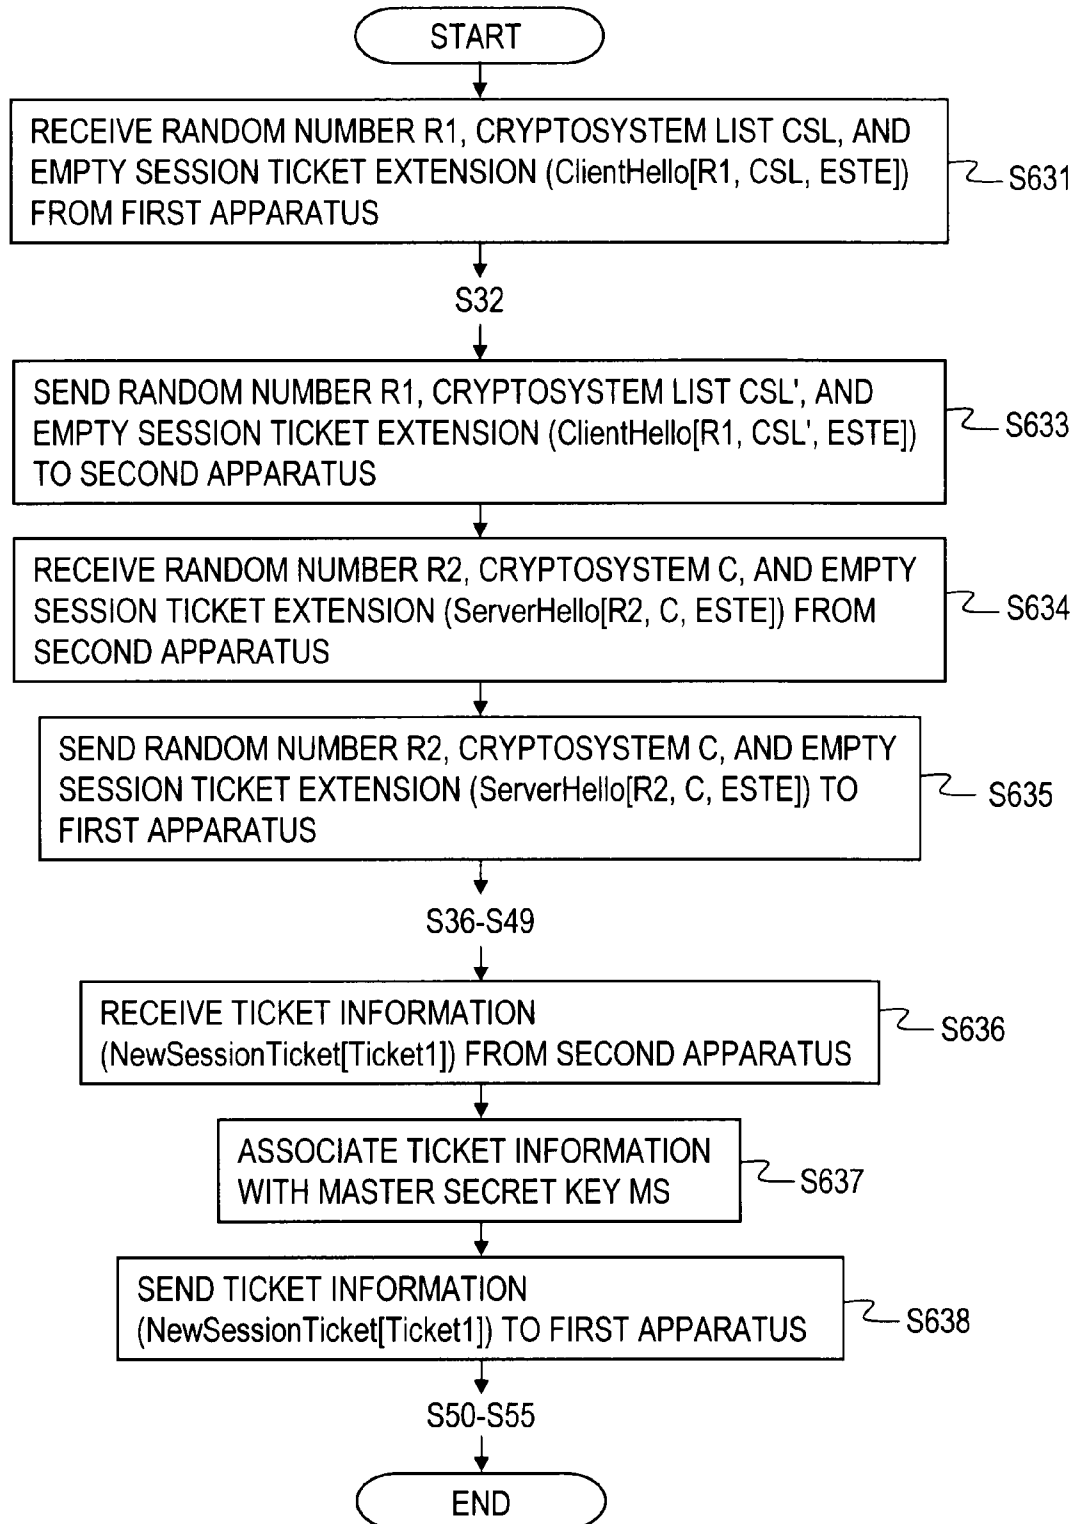 START
RECEIVE RANDOM NUMBER R1, CRYPTOSYSTEM LIST CSL, AND
EMPTY SESSION TICKET EXTENSION (ClientHello[R1, CSL, ESTE])
FROM FIRST APPARATUS
S631
S32
SEND RANDOM NUMBER R1, CRYPTOSYSTEM LIST CSL', AND
EMPTY SESSION TICKET EXTENSION (ClientHello[R1, CSL', ESTE])
TO SECOND APPARATUS
S633
RECEIVE RANDOM NUMBER R2, CRYPTOSYSTEM C, AND EMPTY
SESSION TICKET EXTENSION (ServerHello[R2, C, ESTE]) FROM
SECOND APPARATUS
S634
SEND RANDOM NUMBER R2, CRYPTOSYSTEM C, AND EMPTY
SESSION TICKET EXTENSION (ServerHello[R2, C, ESTE]) TO
FIRST APPARATUS
S635
S36-S49
RECEIVE TICKET INFORMATION
(NewSessionTicket[Ticket1]) FROM SECOND APPARATUS
S636
ASSOCIATE TICKET INFORMATION
WITH MASTER SECRET KEY MS
S637
SEND TICKET INFORMATION
(NewSessionTicket[Ticket1]) TO FIRST APPARATUS
S638
S50-S55
END